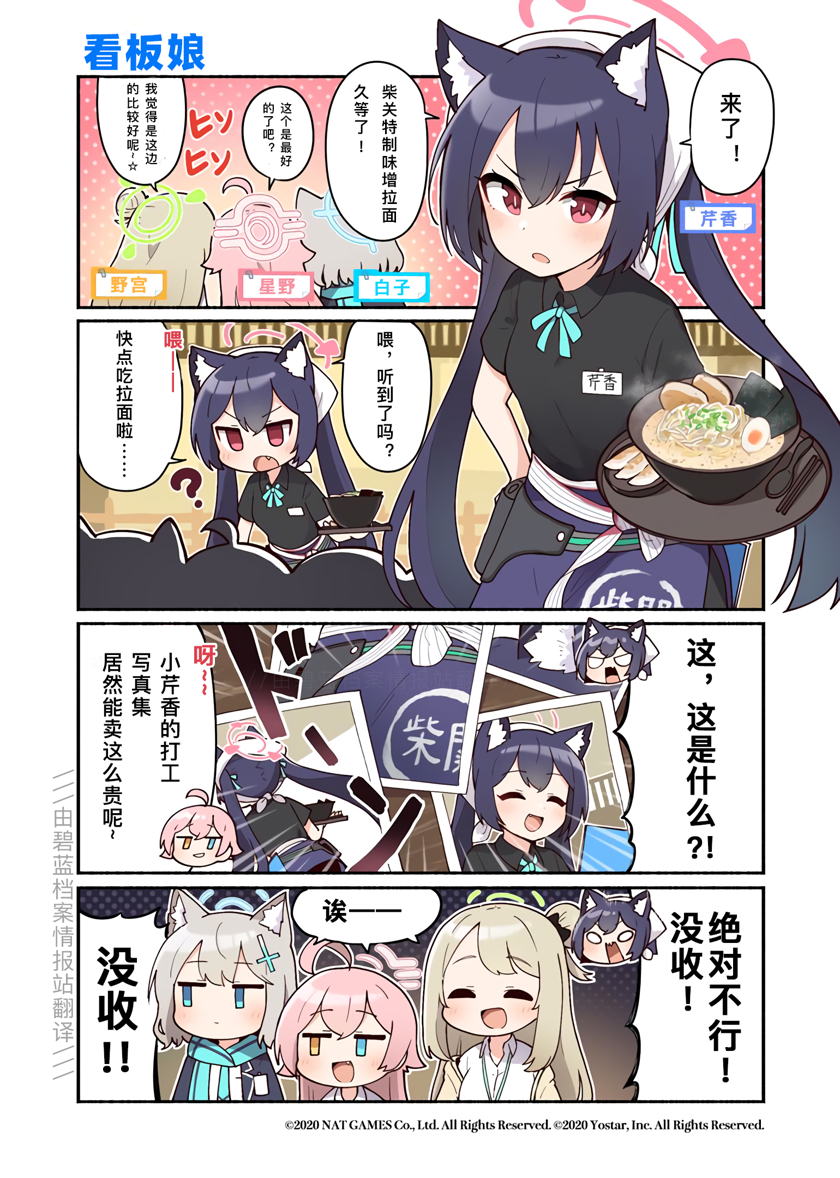 看板娘
来了！
芹香
柴关特制味增拉面
久等了！
这个是最好
的了吧？
ヒソ
ヒソ
我觉得是这边
的比较好呢~☆
野宫
星野
白子
芹香
喂，听到了吗？
喂——
快点吃拉面啦……
?
柴関
这，这是什么?!
ドン
柴
呀~~
小芹香的打工
写真集
居然能卖这么贵呢~
绝对不行！
没收！
诶——
没收!!
///由碧蓝档案情报站翻译///
©2020 NAT GAMES Co., Ltd. All Rights Reserved. ©2020 Yostar, Inc. All Rights Reserved.